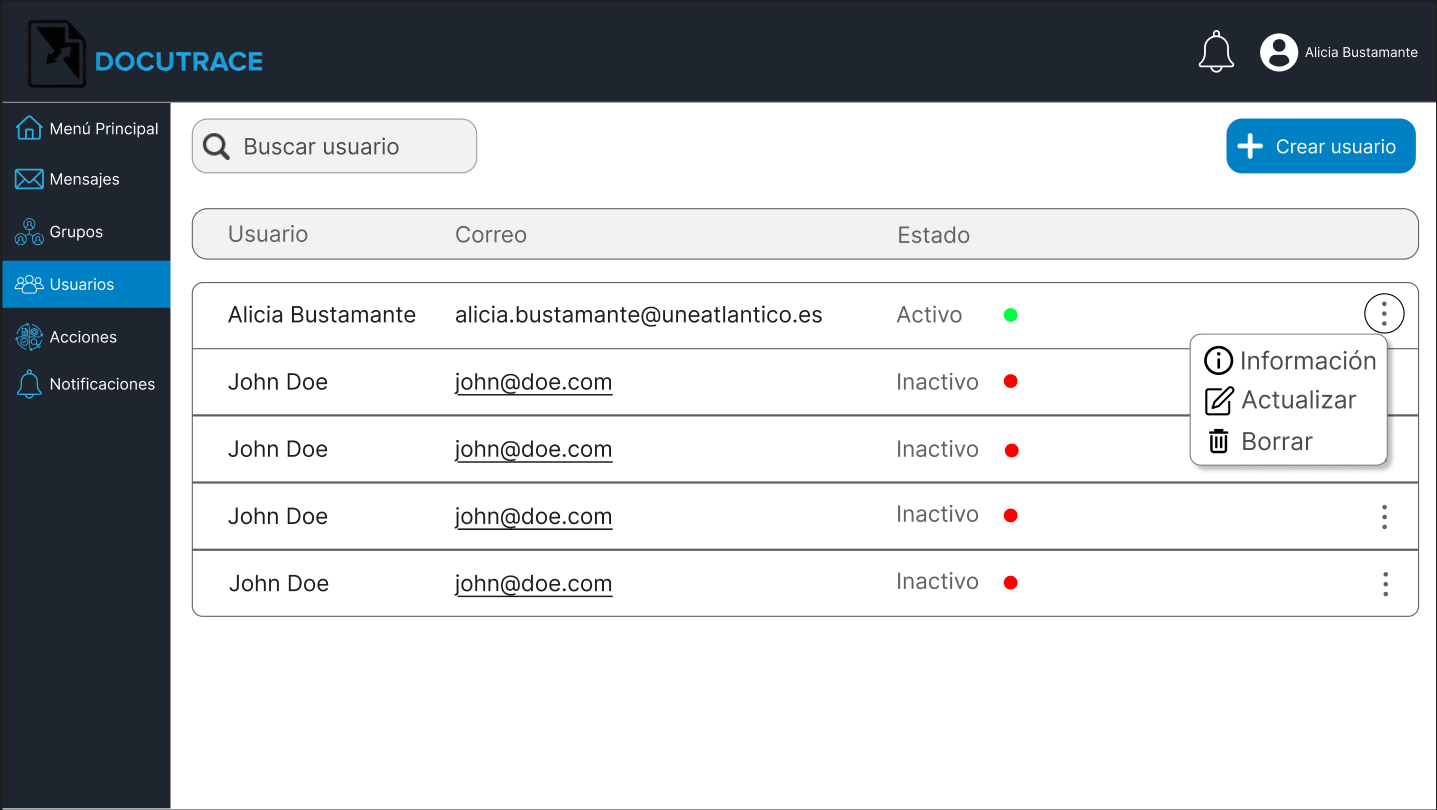 DOCUTRACE
Alicia Bustamante
Menú Principal
Mensajes
Grupos
Usuarios
Acciones
Notificaciones
Buscar usuario
Crear usuario
Usuario Correo Estado
Alicia Bustamante alicia.bustamante@uneatlantico.es Activo
John Doe john@doe.com Inactivo
John Doe john@doe.com Inactivo
John Doe john@doe.com Inactivo
John Doe john@doe.com Inactivo
Información
Actualizar
Borrar